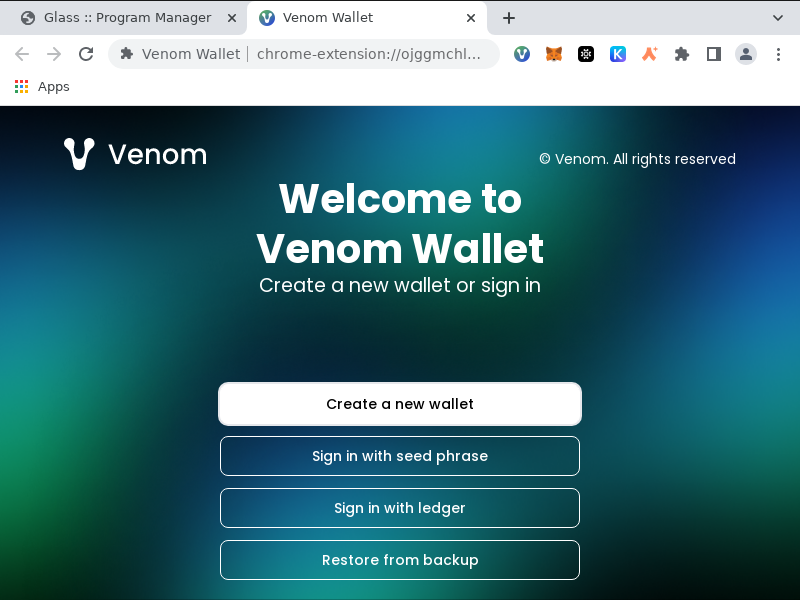 Glass :: Program Manager
Venom Wallet
Venom Wallet
chrome-extension://ojggmchl...
Apps
Venom
© Venom. All rights reserved
Welcome to
Venom Wallet
Create a new wallet or sign in
Create a new wallet
Sign in with seed phrase
Sign in with ledger
Restore from backup